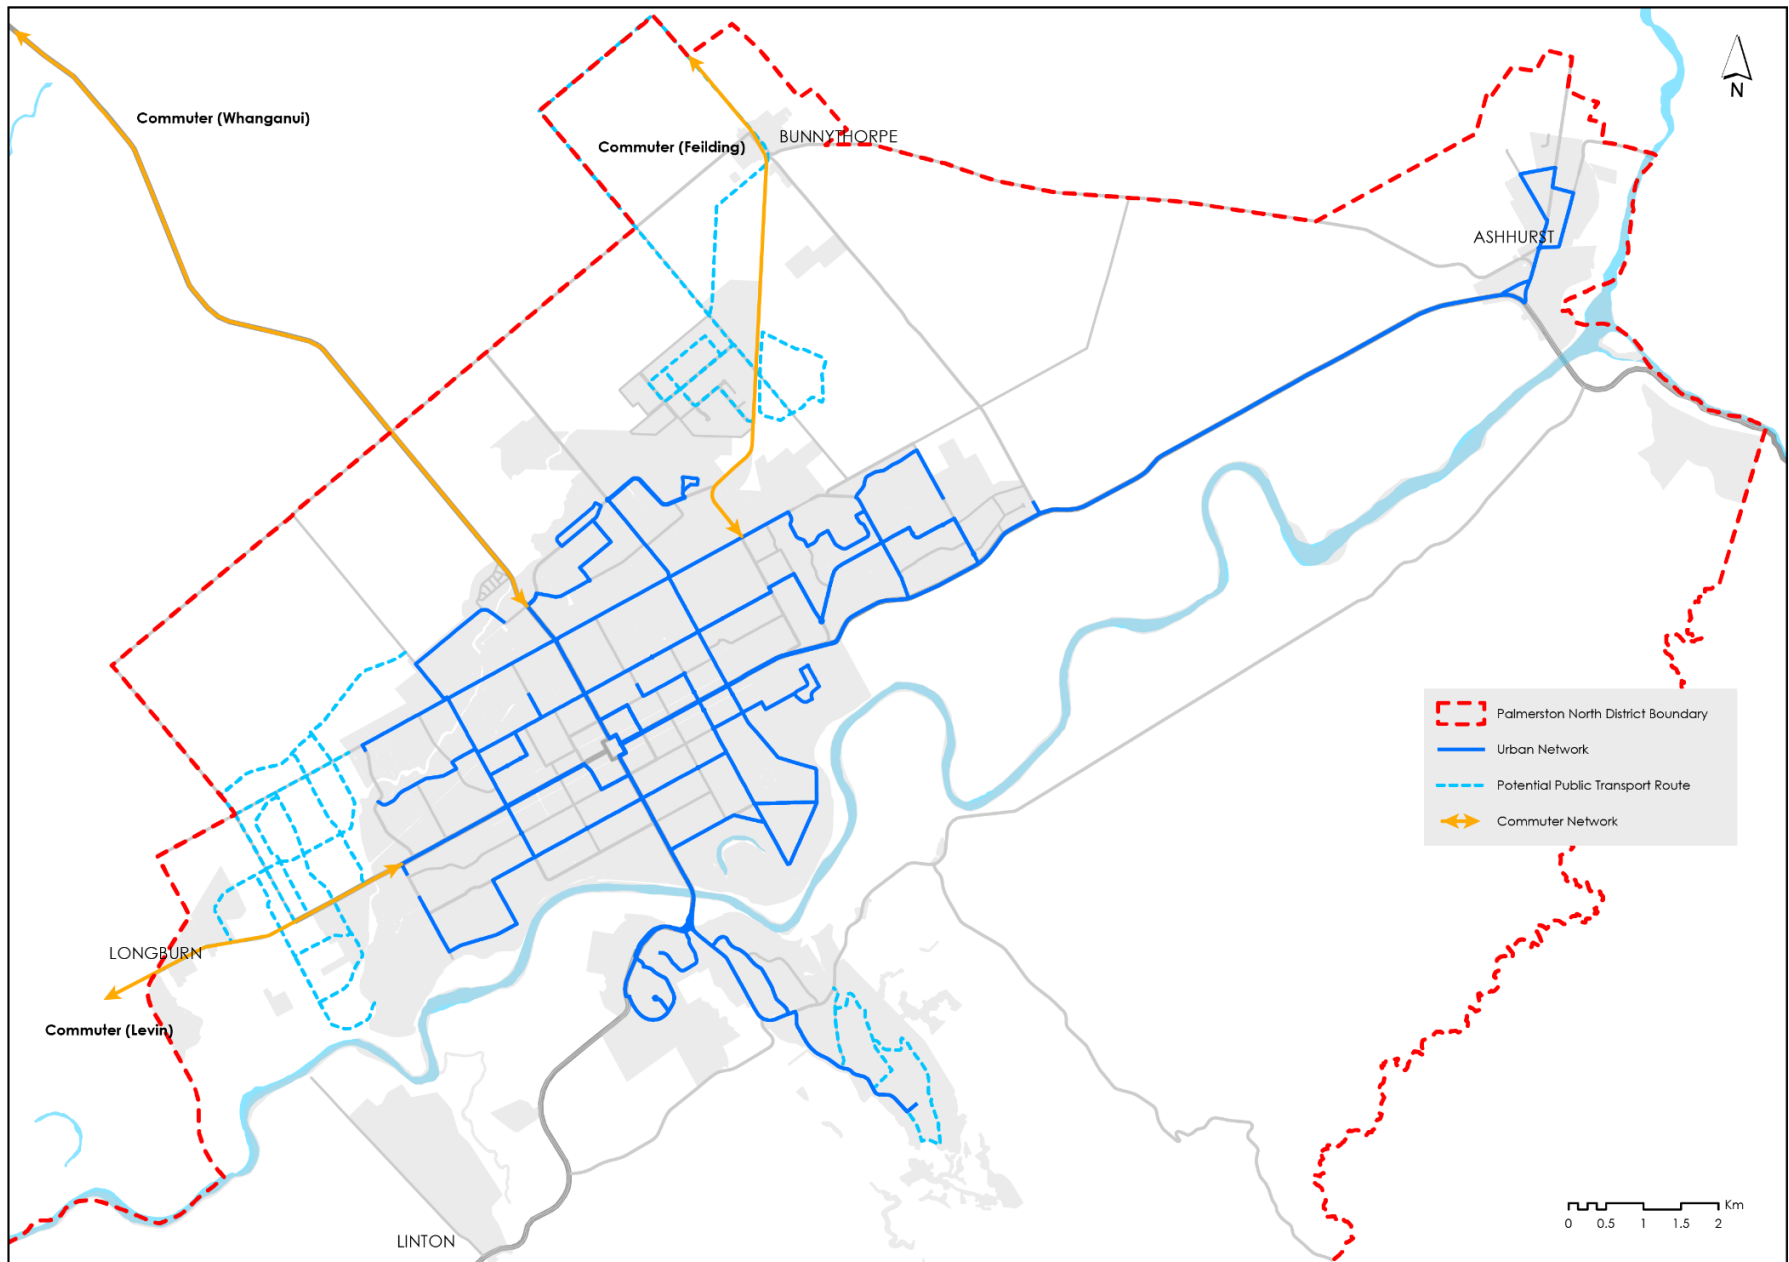 N
Commuter (Whanganui)
Commuter (Feilding)
BUNNYTHORPE
ASHHURST
Palmerston North District Boundary
Urban Network
Potential Public Transport Route
Commuter Network
LONGBURN
Commuter (Levin)
LINTON
Km
0 0.5 1 1.5 2